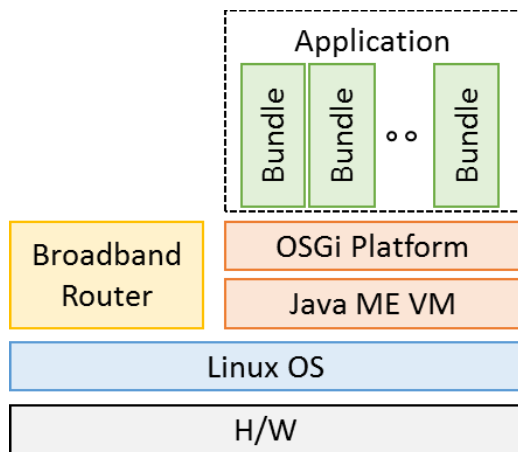 Application
Bundle
Bundle
Bundle
Broadband
Router
OSGi Platform
Java ME VM
Linux OS
H/W